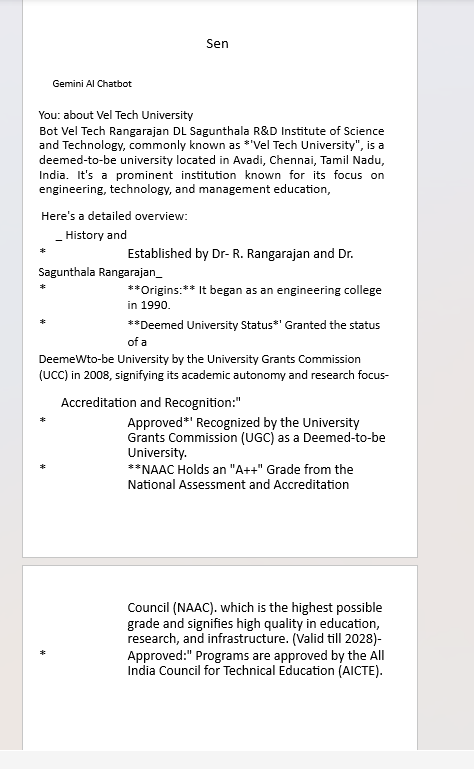 Sen
Gemini AI Chatbot
You: about Vel Tech University
Bot Vel Tech Rangarajan DL Sagunthala R&D Institute of Science
and Technology, commonly known as *'Vel Tech University", is a
deemed-to-be university located in Avadi, Chennai, Tamil Nadu,
India. It's a prominent institution known for its focus on
engineering, technology, and management education,
Here's a detailed overview:
_ History and
* Established by Dr- R. Rangarajan and Dr.
Sagunthala Rangarajan_
* **Origins:** It began as an engineering college
in 1990.
* **Deemed University Status*' Granted the status
of a
DeemeWto-be University by the University Grants Commission
(UCC) in 2008, signifying its academic autonomy and research focus-
Accreditation and Recognition:"
* Approved*' Recognized by the University
Grants Commission (UGC) as a Deemed-to-be
University.
* **NAAC Holds an "A++" Grade from the
National Assessment and Accreditation
Council (NAAC). which is the highest possible
grade and signifies high quality in education,
research, and infrastructure. (Valid till 2028)-
* Approved:" Programs are approved by the All
India Council for Technical Education (AICTE).